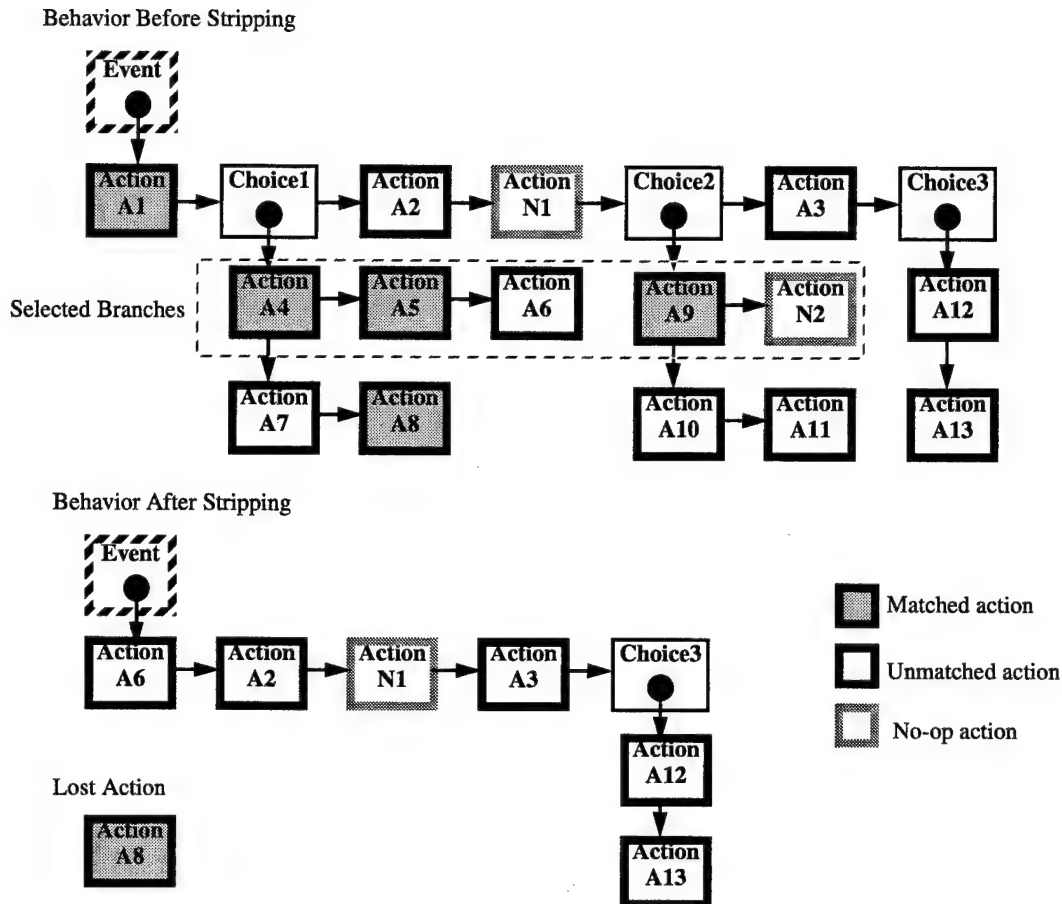 Behavior Before Stripping
Event
Action
A1
Choice1
Action
A2
Action
N1
Choice2
Action
A3
Choice3
Selected Branches
Action
A4
Action
A5
Action
A6
Action
A9
Action
N2
Action
A12
Action
A7
Action
A8
Action
A10
Action
A11
Action
A13
Behavior After Stripping
Event
Action
A6
Action
A2
Action
N1
Action
A3
Choice3
Matched action
Unmatched action
No-op action
Action
A12
Lost Action
Action
A8
Action
A13